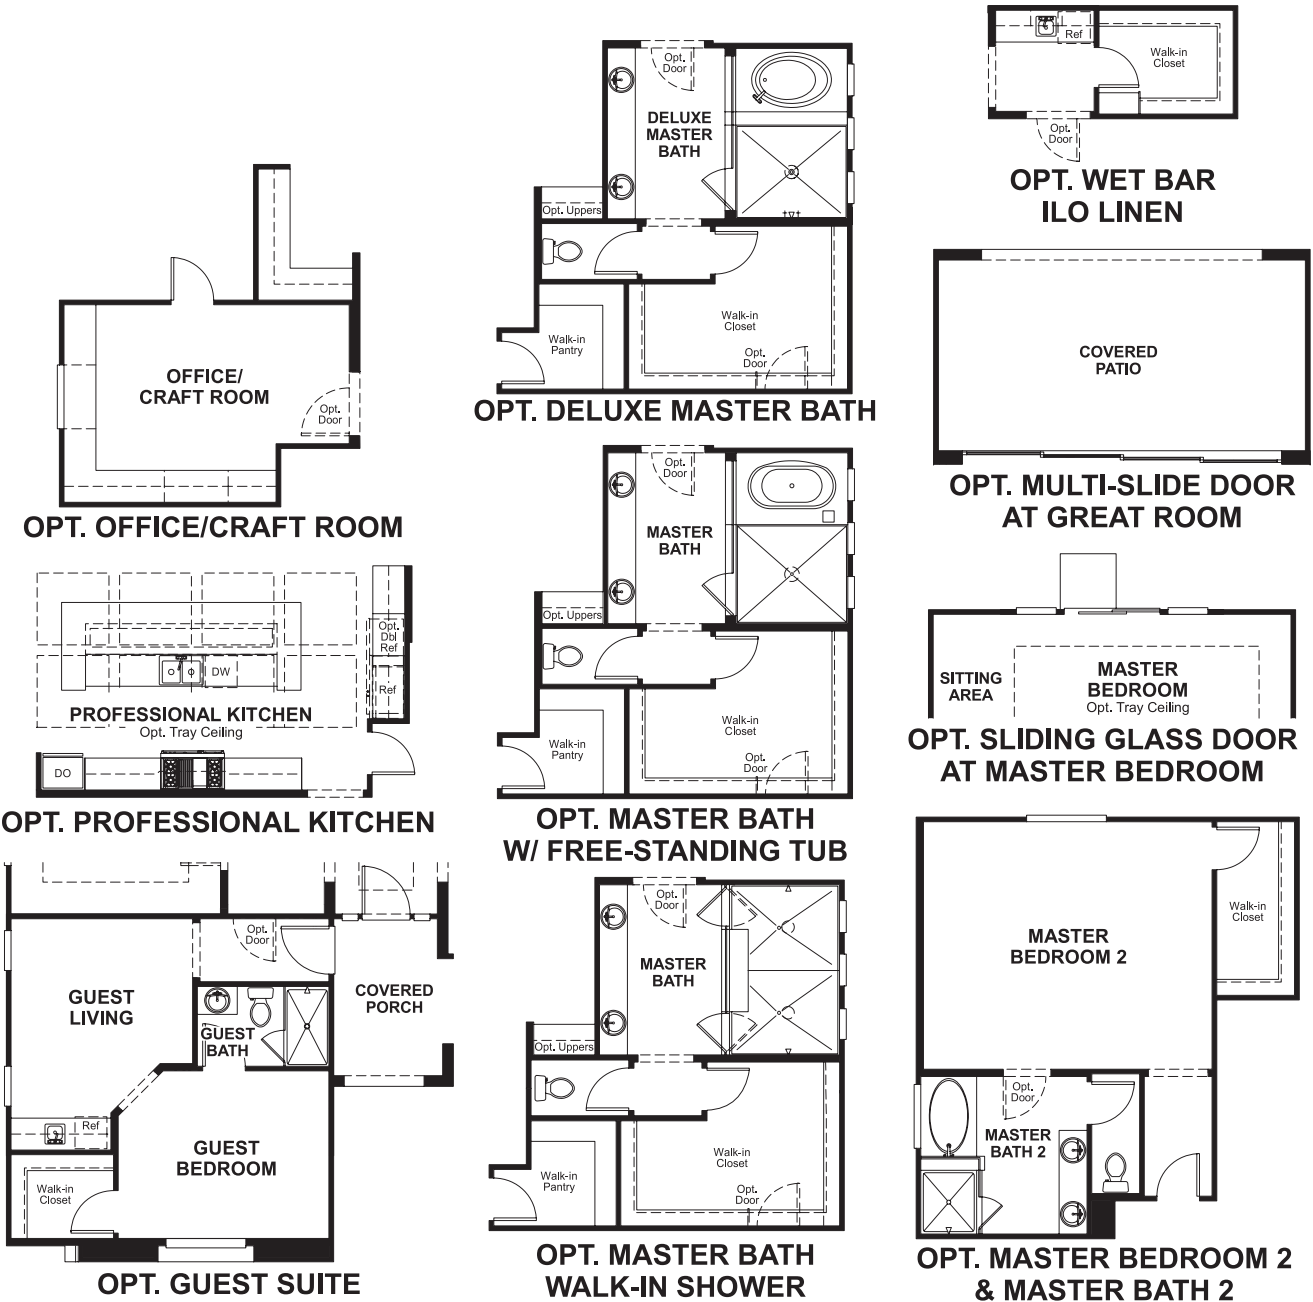 OFFICE/
CRAFT ROOM
Opt.
Door
OPT. OFFICE/CRAFT ROOM
Opt.
Dbl
Ref
DW
Ref
PROFESSIONAL KITCHEN
Opt. Tray Ceiling
DO
OPT. PROFESSIONAL KITCHEN
Opt.
Door
GUEST
LIVING
COVERED
PORCH
GUEST
BATH
Ref
GUEST
BEDROOM
Walk-in
Closet
OPT. GUEST SUITE
Opt.
Door
DELUXE
MASTER
BATH
Opt. Uppers
Walk-in
Closet
Walk-in
Pantry
Opt.
Door
OPT. DELUXE MASTER BATH
Opt.
Door
MASTER
BATH
Opt. Uppers
Walk-in
Closet
Walk-in
Pantry
Opt.
Door
OPT. MASTER BATH
W/ FREE-STANDING TUB
Opt.
Door
MASTER
BATH
Opt. Uppers
Walk-in
Closet
Walk-in
Pantry
Opt.
Door
OPT. MASTER BATH
WALK-IN SHOWER
Ref
Walk-in
Closet
Opt.
Door
OPT. WET BAR
ILO LINEN
COVERED
PATIO
OPT. MULTI-SLIDE DOOR
AT GREAT ROOM
SITTING
AREA
MASTER
BEDROOM
Opt. Tray Ceiling
OPT. SLIDING GLASS DOOR
AT MASTER BEDROOM
Walk-in
Closet
MASTER
BEDROOM 2
Opt.
Door
MASTER
BATH 2
OPT. MASTER BEDROOM 2
& MASTER BATH 2